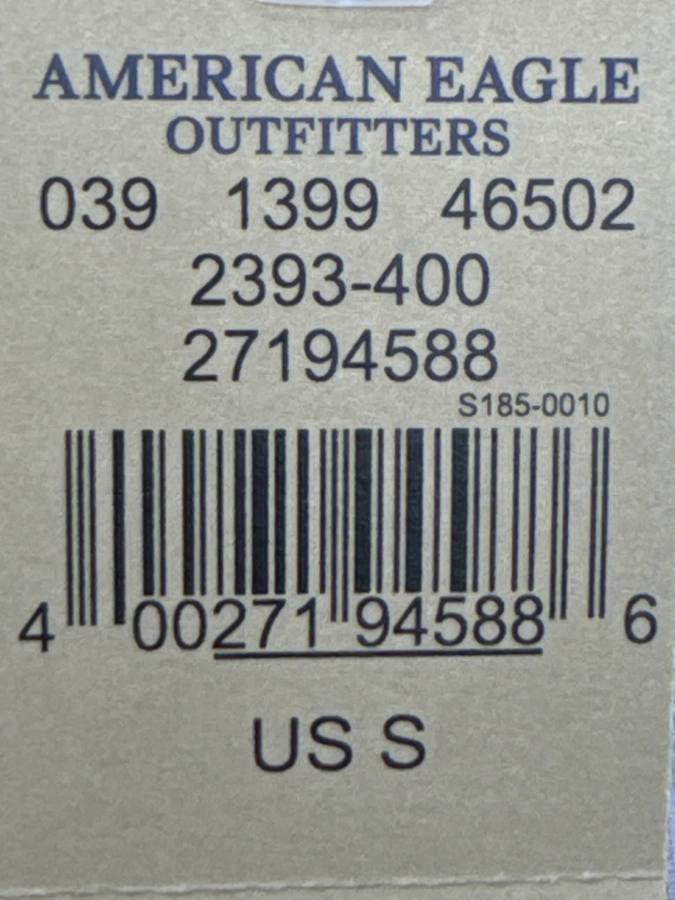 AMERICAN EAGLE
OUTFITTERS
039 1399 46502
2393-400
27194588
S185-0010
4 00271 94588 6
US S